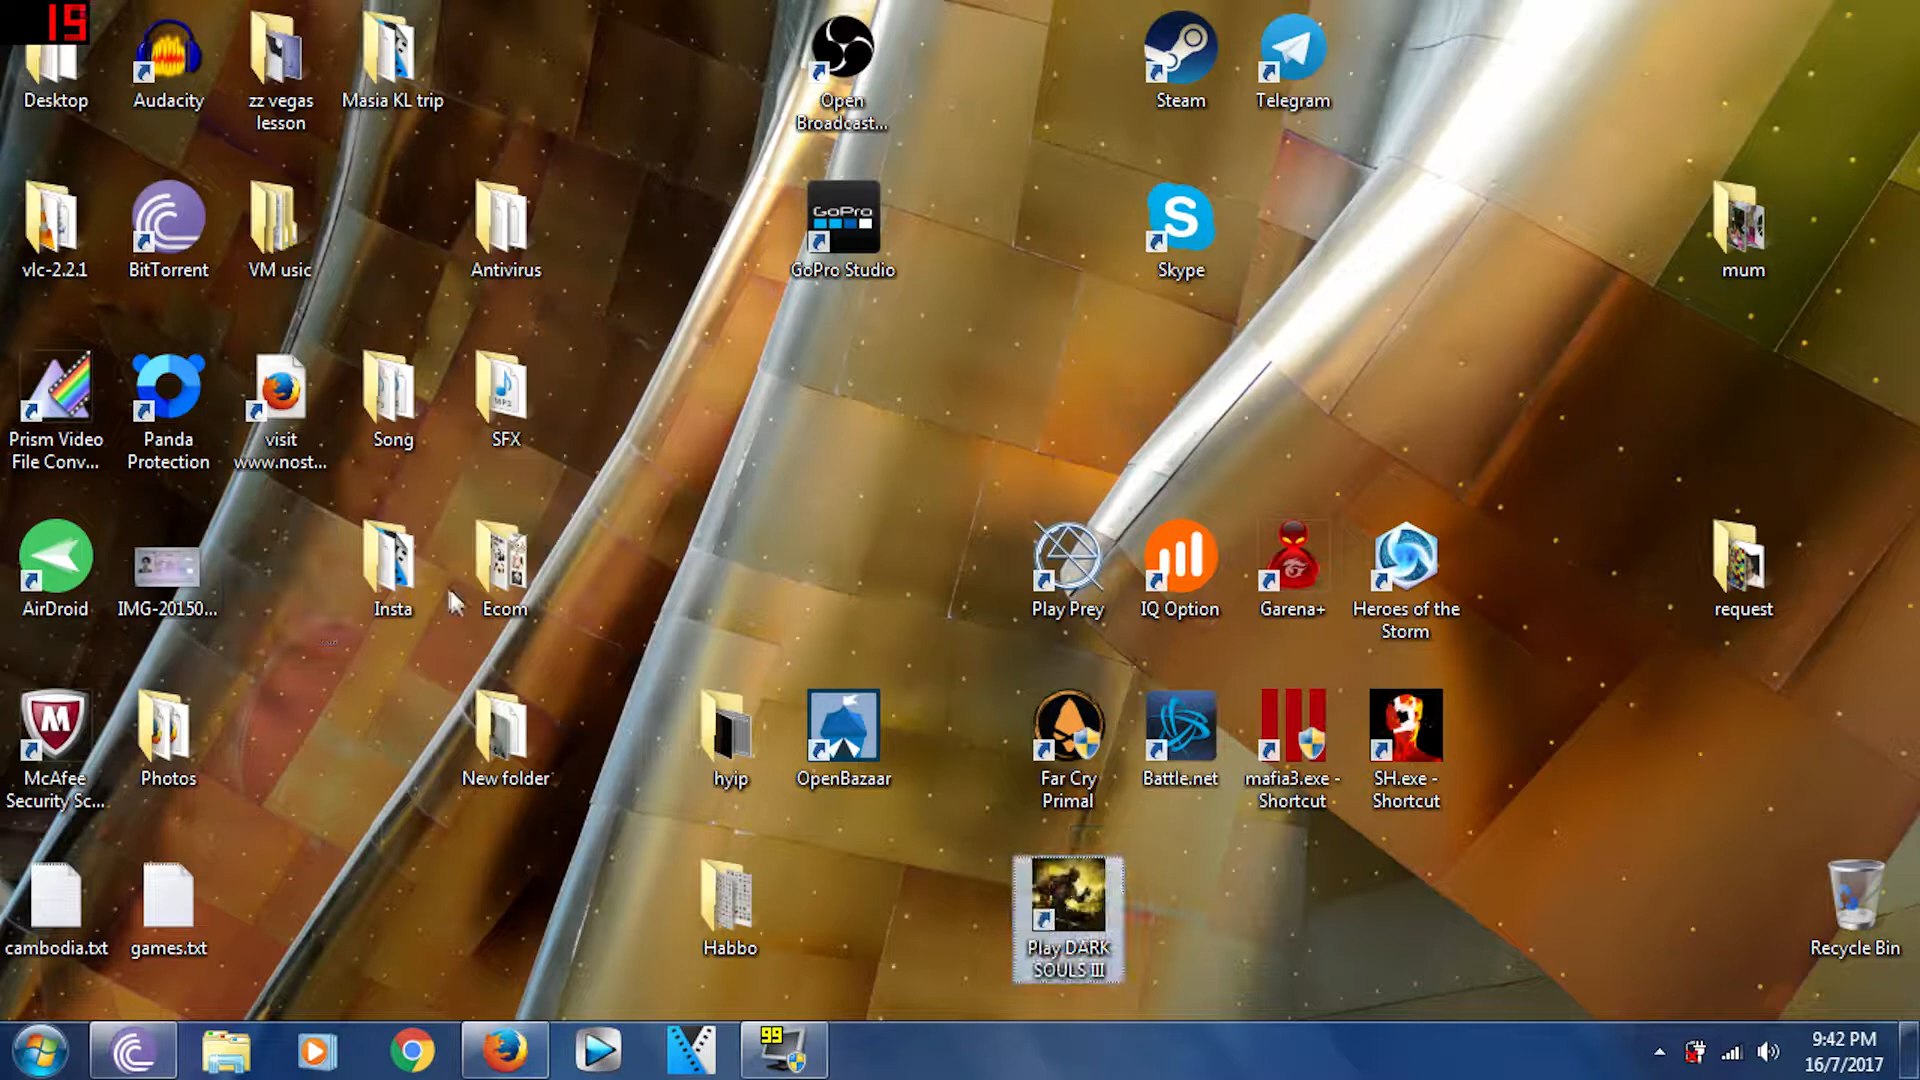 15
Desktop
Audacity
zz vegas
lesson
Masia KL trip
Open
Broadcast...
Steam
Telegram
vlc-2.2.1
BitTorrent
VM usic
Antivirus
GoPro
GoPro Studio
S
Skype
mum
Prism Video
File Conv...
Panda
Protection
visit
www.nost...
Song
MP3
SFX
AirDroid
IMG-20150...
Insta
Ecom
Play Prey
IQ Option
Garena+
Heroes of the
Storm
request
M
McAfee
Security Sc...
Photos
New folder
hyip
OpenBazaar
Far Cry
Primal
Battle.net
mafia3.exe -
Shortcut
SH.exe -
Shortcut
cambodia.txt
games.txt
Habbo
Play DARK
SOULS III
Recycle Bin
99
9:42 PM
16/7/2017